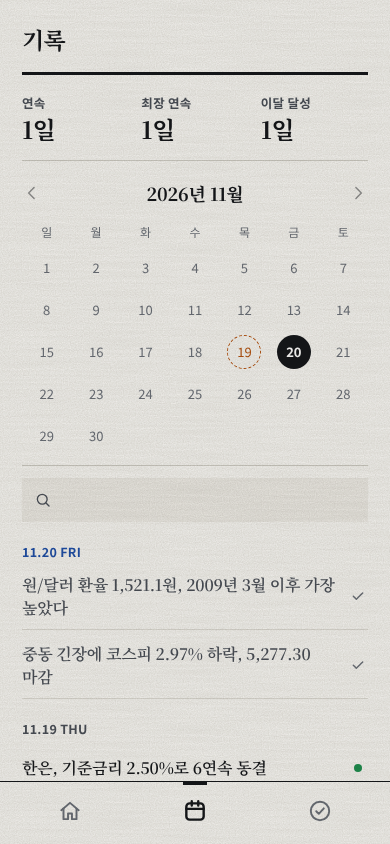 기록
연속 최장 연속 이달 달성
1일 1일 1일
2026년 11월
일 월 화 수 목 금 토
1 2 3 4 5 6 7
8 9 10 11 12 13 14
15 16 17 18 19 20 21
22 23 24 25 26 27 28
29 30
11.20 FRI
원/달러 환율 1,521.1원, 2009년 3월 이후 가장
높았다
중동 긴장에 코스피 2.97% 하락, 5,277.30
마감
11.19 THU
한은, 기준금리 2.50%로 6연속 동결